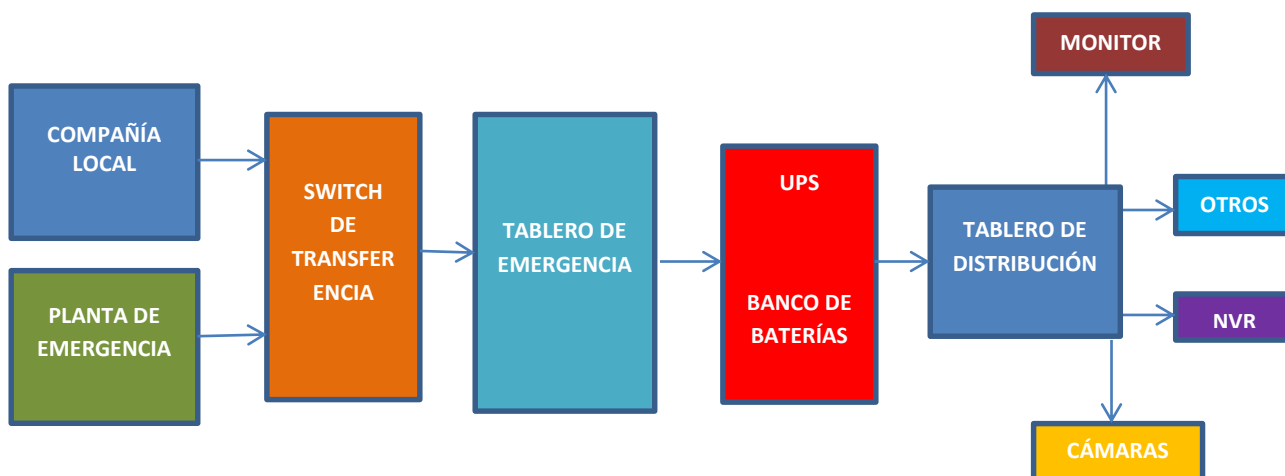 MONITOR
COMPAÑÍA
LOCAL
SWITCH
DE
TRANSFER
ENCIA
TABLERO DE
EMERGENCIA
UPS
BANCO DE
BATERÍAS
TABLERO DE
DISTRIBUCIÓN
OTROS
NVR
PLANTA DE
EMERGENCIA
CÁMARAS